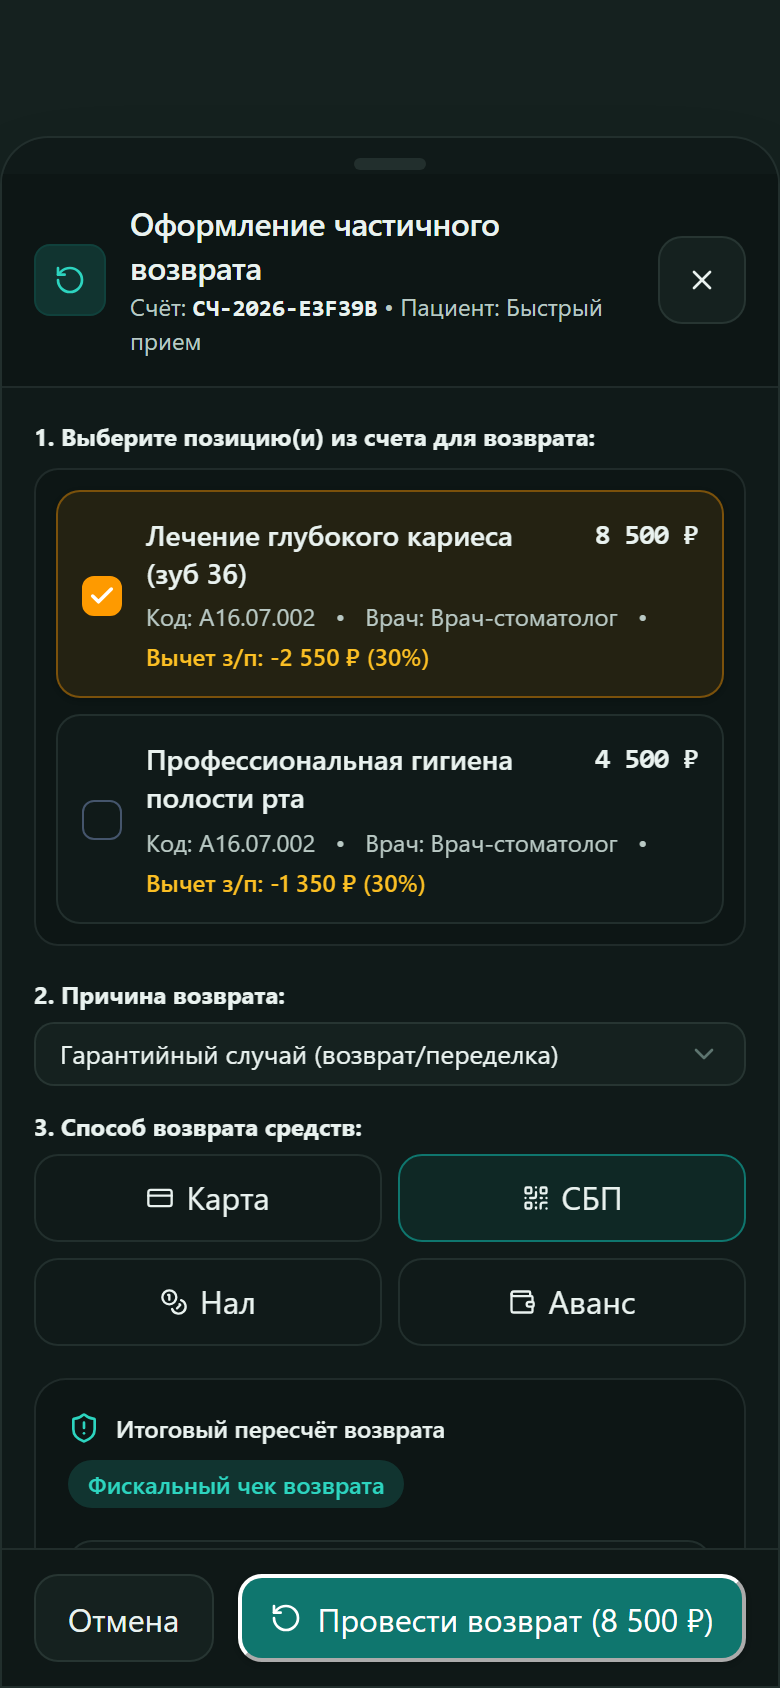 Оформление частичного
возврата
Счёт: СЧ-2026-E3F39B • Пациент: Быстрый
прием
1. Выберите позицию(и) из счета для возврата:
Лечение глубокого кариеса 8 500 ₽
(зуб 36)
Код: A16.07.002 • Врач: Врач-стоматолог •
Вычет з/п: -2 550 ₽ (30%)
Профессиональная гигиена 4 500 ₽
полости рта
Код: A16.07.002 • Врач: Врач-стоматолог •
Вычет з/п: -1 350 ₽ (30%)
2. Причина возврата:
Гарантийный случай (возврат/переделка)
3. Способ возврата средств:
Карта СБП
Нал Аванс
Итоговый пересчёт возврата
Фискальный чек возврата
Отмена Провести возврат (8 500 ₽)